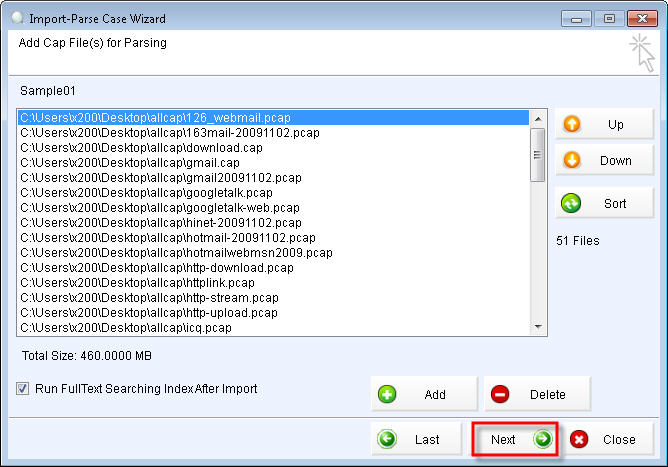 Import-Parse Case Wizard
Add Cap File(s) for Parsing
Sample01
C:\Users\x200\Desktop\allcap\126_webmail.pcap
C:\Users\x200\Desktop\allcap\163mail-20091102.pcap
C:\Users\x200\Desktop\allcap\download.cap
C:\Users\x200\Desktop\allcap\gmail.cap
C:\Users\x200\Desktop\allcap\gmail20091102.pcap
C:\Users\x200\Desktop\allcap\googletalk.pcap
C:\Users\x200\Desktop\allcap\googletalk-web.pcap
C:\Users\x200\Desktop\allcap\hinet-20091102.pcap
C:\Users\x200\Desktop\allcap\hotmail-20091102.pcap
C:\Users\x200\Desktop\allcap\hotmailwebmsn2009.pcap
C:\Users\x200\Desktop\allcap\http-download.pcap
C:\Users\x200\Desktop\allcap\httplink.pcap
C:\Users\x200\Desktop\allcap\http-stream.pcap
C:\Users\x200\Desktop\allcap\http-upload.pcap
C:\Users\x200\Desktop\allcap\icq.pcap
Up
Down
Sort
51 Files
Total Size: 460.0000 MB
Run FullText Searching IndexAfter Import
Add
Delete
Last
Next
Close